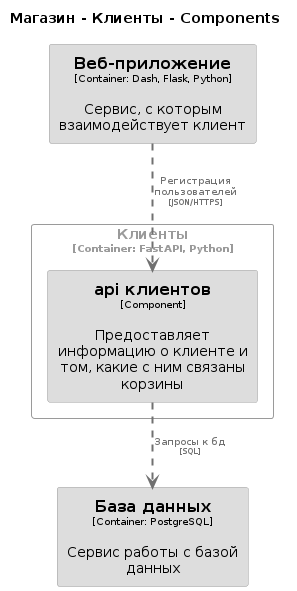 Магазин - Клиенты - Components
Веб-приложение
[Container: Dash, Flask, Python]
Сервис, с которым
взаимодействует клиент
Регистрация
пользователей
[JSON/HTTPS]
Клиенты
[Container: FastAPI, Python]
api клиентов
[Component]
Предоставляет
информацию о клиенте и
том, какие с ним связаны
корзины
Запросы к бд
[SQL]
База данных
[Container: PostgreSQL]
Сервис работы с базой
данных